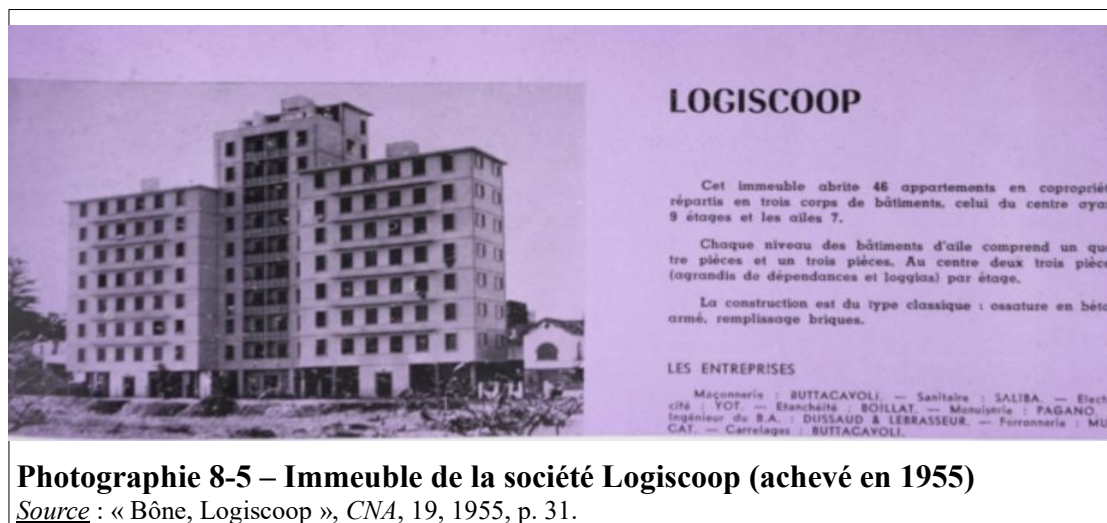 LOGISCOOP
Cet immeuble abrite 46 appartements en copropriét
répartis en trois corps de bâtiments, celui du centre aya
9 étages et les ailes 7.
Chaque niveau des bâtiments d'aile comprend un qua
tre pièces et un trois pièces. Au centre deux trois pièce
(agrandis de dépendances et loggias) par étage.
La construction est du type classique : ossature en béto
armé, remplissage briques.
LES ENTREPRISES
Maçonnerie : BUTTACAVOLI. — Sanitaire : SALIBA. — Elect
cité : YOT. — Etanchéité : BOILLAT. — Menuiserie : PAGANO.
Ingénieur du B.A. : DUSSAUD & LEBRASSEUR. — Ferronnerie : MU
CAT. — Carrelages : BUTTACAVOLI.
Photographie 8-5 – Immeuble de la société Logiscoop (achevé en 1955)
Source : « Bône, Logiscoop », CNA, 19, 1955, p. 31.